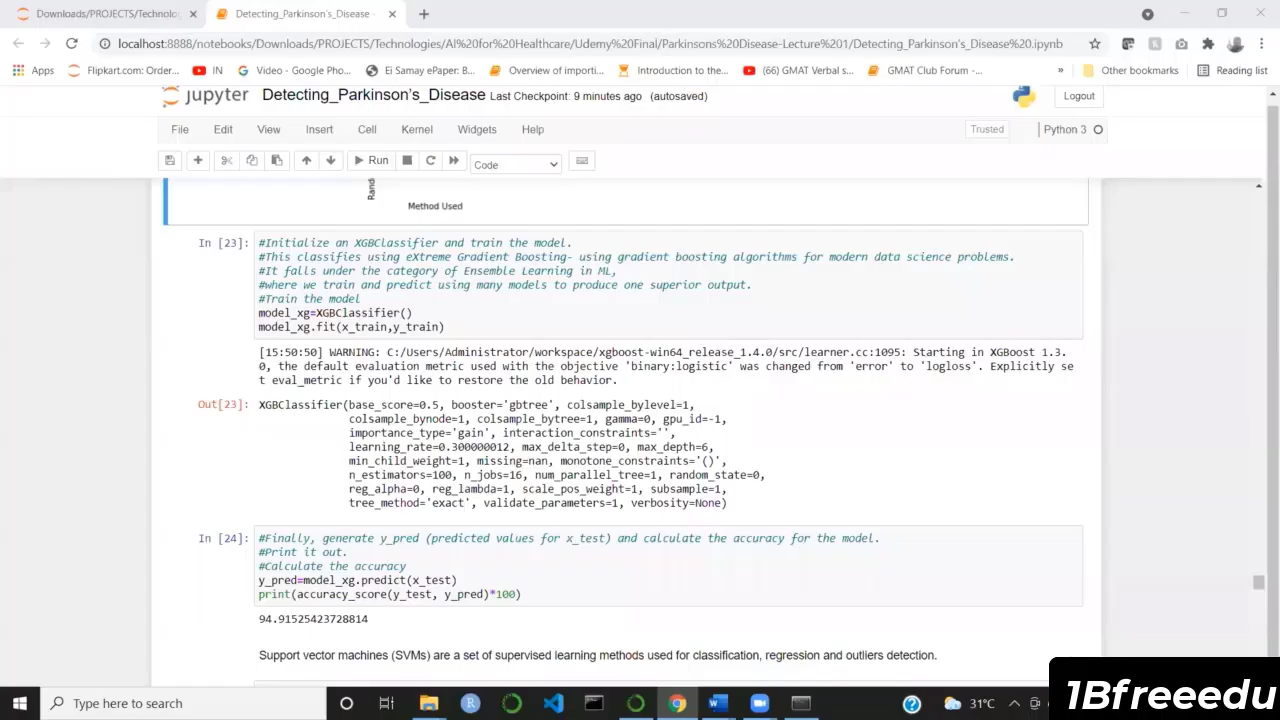 Downloads/PROJECTS/Technolog
Detecting_Parkinson's_Disease -
localhost:8888/notebooks/Downloads/PROJECTS/Technologies/AI%20for%20Healthcare/Udemy%20Final/Parkinsons%20Disease-Lecture%201/Detecting_Parkinson's_Disease%20.ipynb
Apps
Flipkart.com: Order...
IN
Video - Google Pho...
Ei Samay ePaper: B...
Overview of importi...
Introduction to the...
(66) GMAT Verbal s...
GMAT Club Forum -...
»
Other bookmarks
Reading list
jupyter
Detecting_Parkinson's_Disease Last Checkpoint: 9 minutes ago (autosaved)
Logout
File
Edit
View
Insert
Cell
Kernel
Widgets
Help
Trusted
Python 3
Run
Code
Rand
Method Used
In [23]:
#Initialize an XGBClassifier and train the model.
#This classifies using eXtreme Gradient Boosting- using gradient boosting algorithms for modern data science problems.
#It falls under the category of Ensemble Learning in ML,
#where we train and predict using many models to produce one superior output.
#Train the model
model_xg=XGBClassifier()
model_xg.fit(x_train,y_train)
[15:50:50] WARNING: C:/Users/Administrator/workspace/xgboost-win64_release_1.4.0/src/learner.cc:1095: Starting in XGBoost 1.3.
0, the default evaluation metric used with the objective 'binary:logistic' was changed from 'error' to 'logloss'. Explicitly se
t eval_metric if you'd like to restore the old behavior.
Out[23]:
XGBClassifier(base_score=0.5, booster='gbtree', colsample_bylevel=1,
colsample_bynode=1, colsample_bytree=1, gamma=0, gpu_id=-1,
importance_type='gain', interaction_constraints='',
learning_rate=0.300000012, max_delta_step=0, max_depth=6,
min_child_weight=1, missing=nan, monotone_constraints='()',
n_estimators=100, n_jobs=16, num_parallel_tree=1, random_state=0,
reg_alpha=0, reg_lambda=1, scale_pos_weight=1, subsample=1,
tree_method='exact', validate_parameters=1, verbosity=None)
In [24]:
#Finally, generate y_pred (predicted values for x_test) and calculate the accuracy for the model.
#Print it out.
#Calculate the accuracy
y_pred=model_xg.predict(x_test)
print(accuracy_score(y_test, y_pred)*100)
94.91525423728814
Support vector machines (SVMs) are a set of supervised learning methods used for classification, regression and outliers detection.
Type here to search
31°C
1Bfreeedu